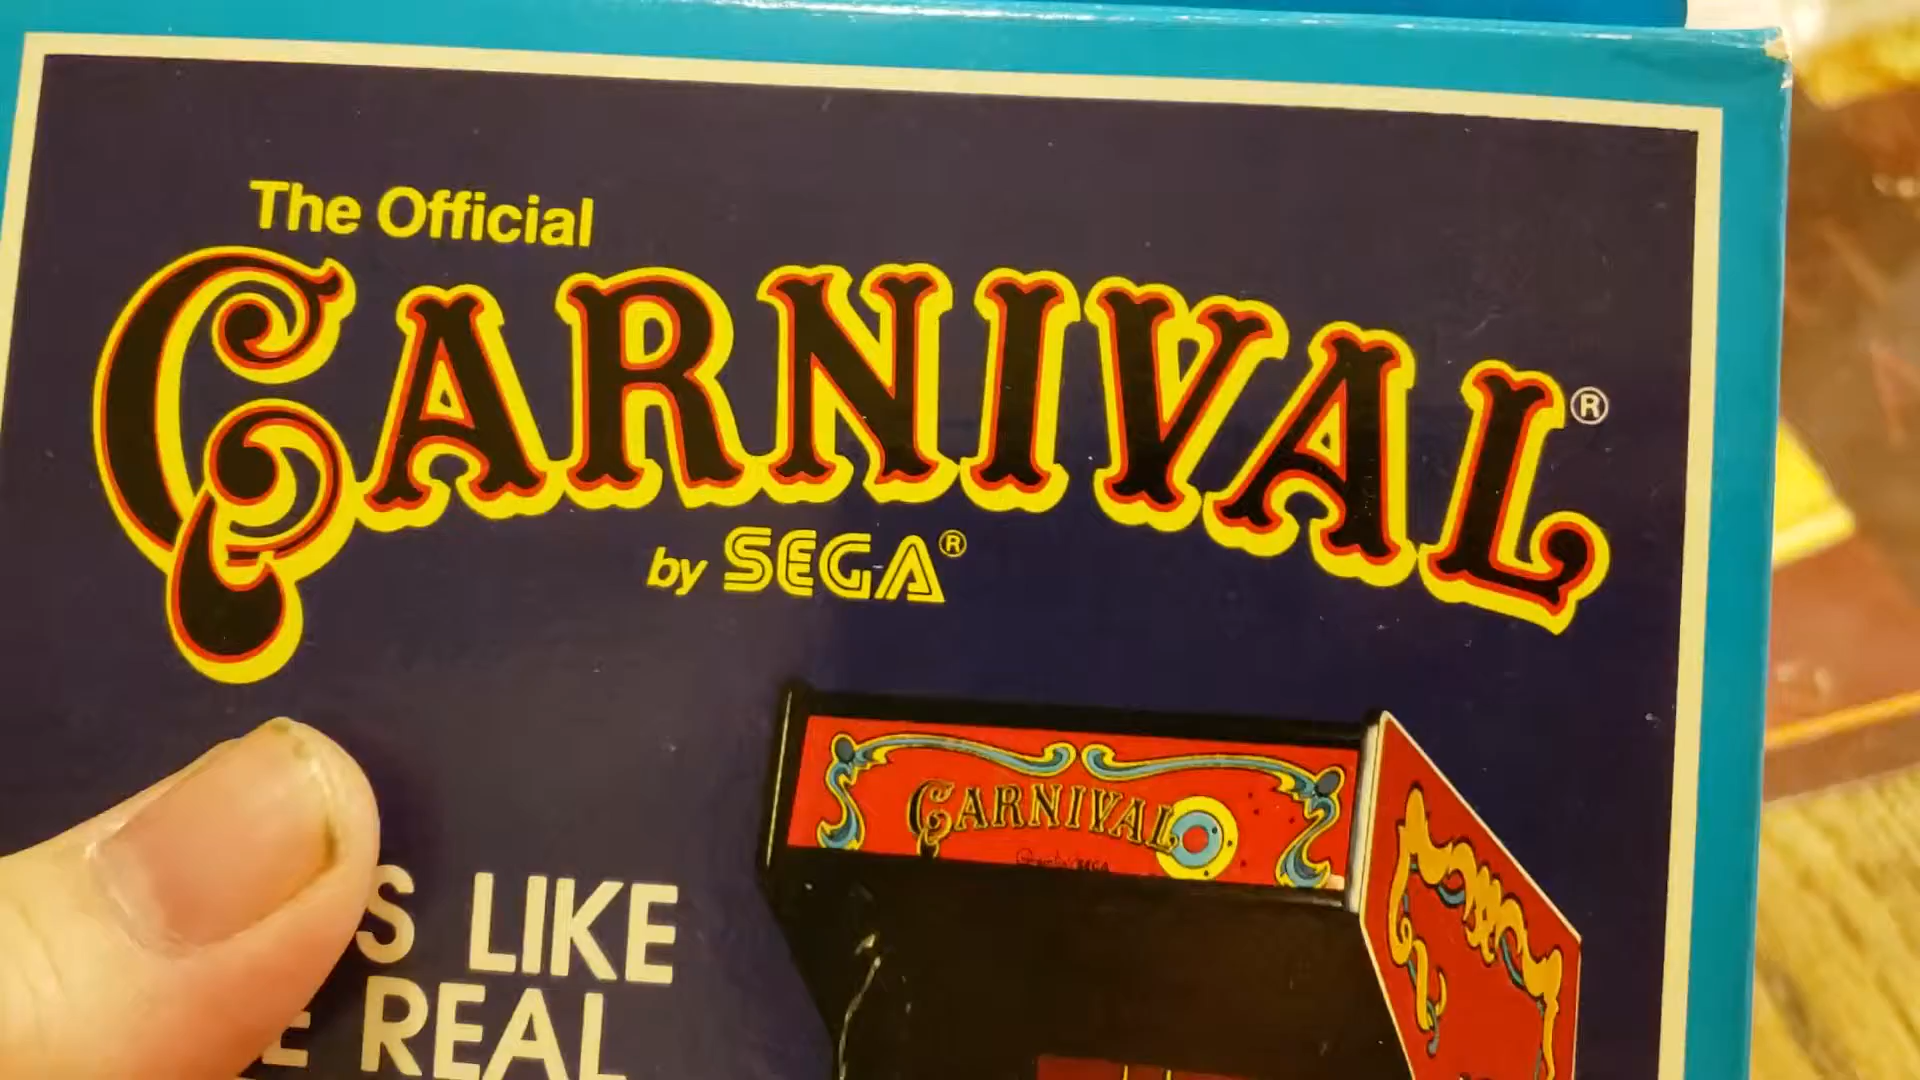 The Official
CARNIVAL®
by SEGA®
CARNIVAL
S LIKE
E REAL